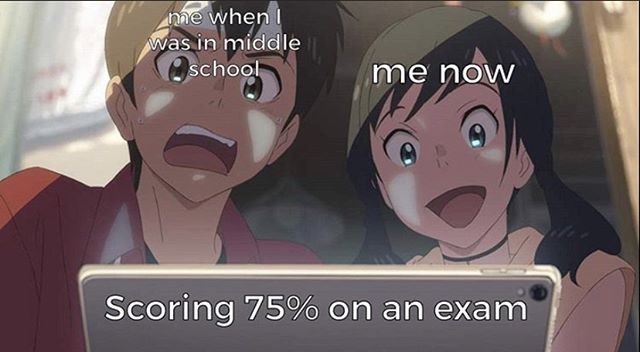 me when I
was in middle
school
me now
Scoring 75% on an exam